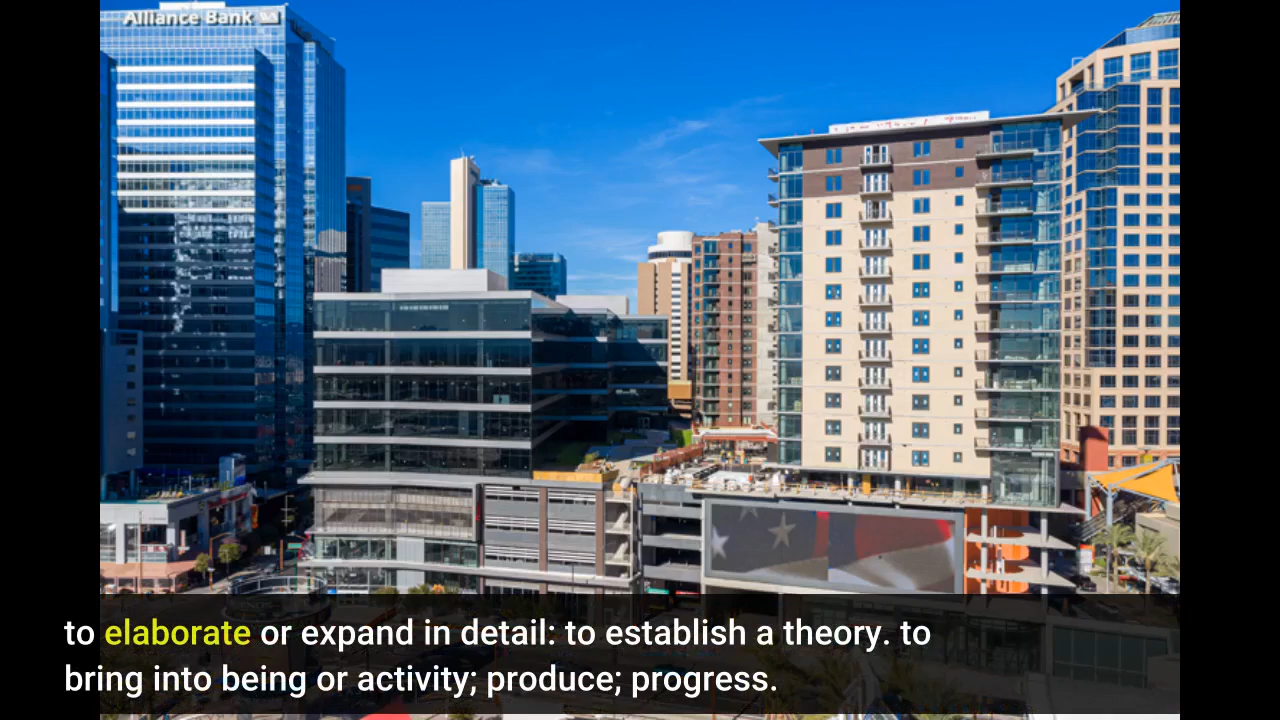 Alliance Bank
to elaborate or expand in detail: to establish a theory. to
bring into being or activity; produce; progress.